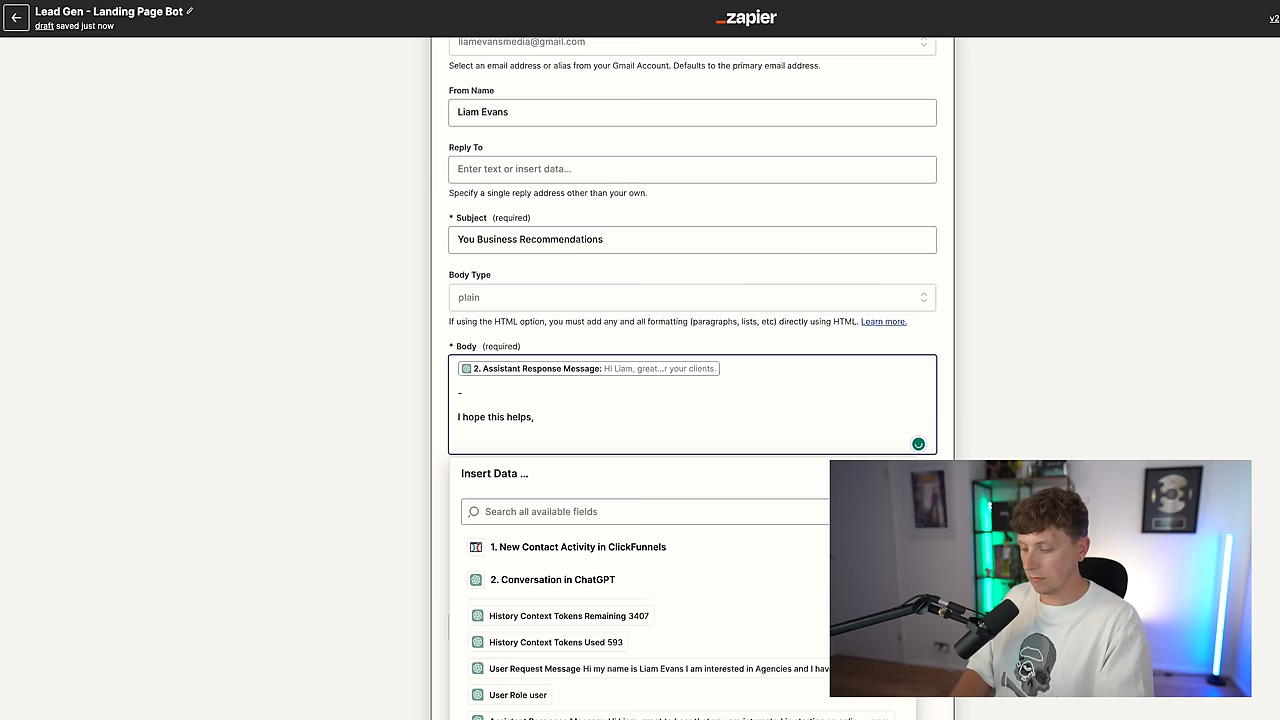 Lead Gen - Landing Page Bot
draft saved just now
_zapier
v2
liamevansmedia@gmail.com
Select an email address or alias from your Gmail Account. Defaults to the primary email address.
From Name
Liam Evans
Reply To
Enter text or insert data...
Specify a single reply address other than your own.
* Subject (required)
You Business Recommendations
Body Type
plain
If using the HTML option, you must add any and all formatting (paragraphs, lists, etc) directly using HTML. Learn more.
* Body (required)
2. Assistant Response Message: Hi Liam, great...r your clients.
-
I hope this helps,
Insert Data ...
Search all available fields
1. New Contact Activity in ClickFunnels
2. Conversation in ChatGPT
History Context Tokens Remaining 3407
History Context Tokens Used 593
User Request Message Hi my name is Liam Evans I am interested in Agencies and I hav
User Role user